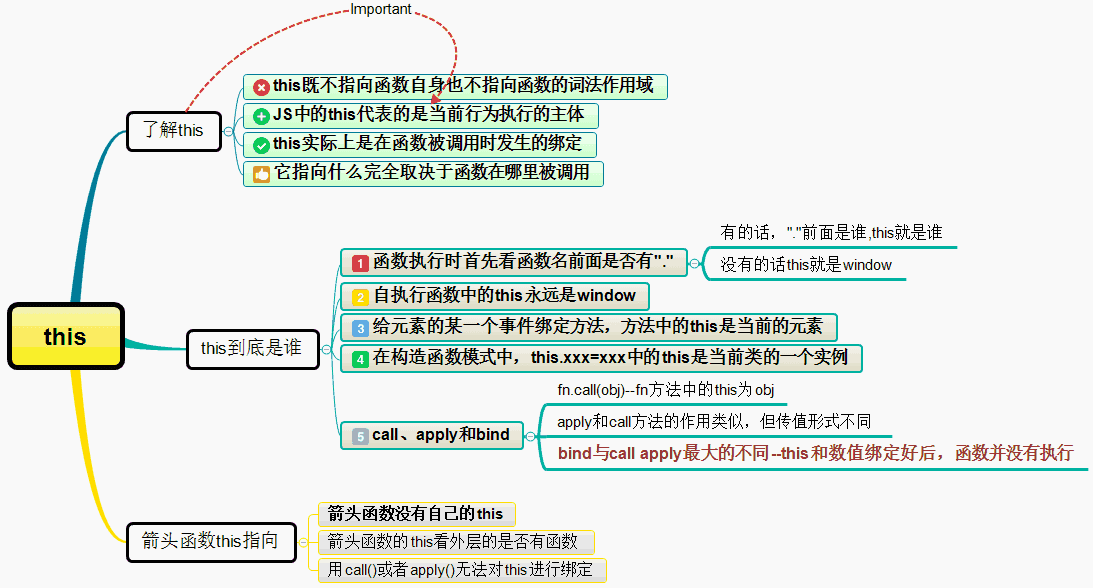 Important
this既不指向函数自身也不指向函数的词法作用域
了解this
JS中的this代表的是当前行为执行的主体
this实际上是在函数被调用时发生的绑定
它指向什么完全取决于函数在哪里被调用
有的话，"."前面是谁,this就是谁
1 函数执行时首先看函数名前面是否有"."
没有的话this就是window
2 自执行函数中的this永远是window
3 给元素的某一个事件绑定方法，方法中的this是当前的元素
this
this到底是谁
4 在构造函数模式中，this.xxx=xxx中的this是当前类的一个实例
fn.call(obj)--fn方法中的this为obj
apply和call方法的作用类似，但传值形式不同
5 call、apply和bind
bind与call apply最大的不同--this和数值绑定好后，函数并没有执行
箭头函数没有自己的this
箭头函数this指向
箭头函数的this看外层的是否有函数
用call()或者apply()无法对this进行绑定